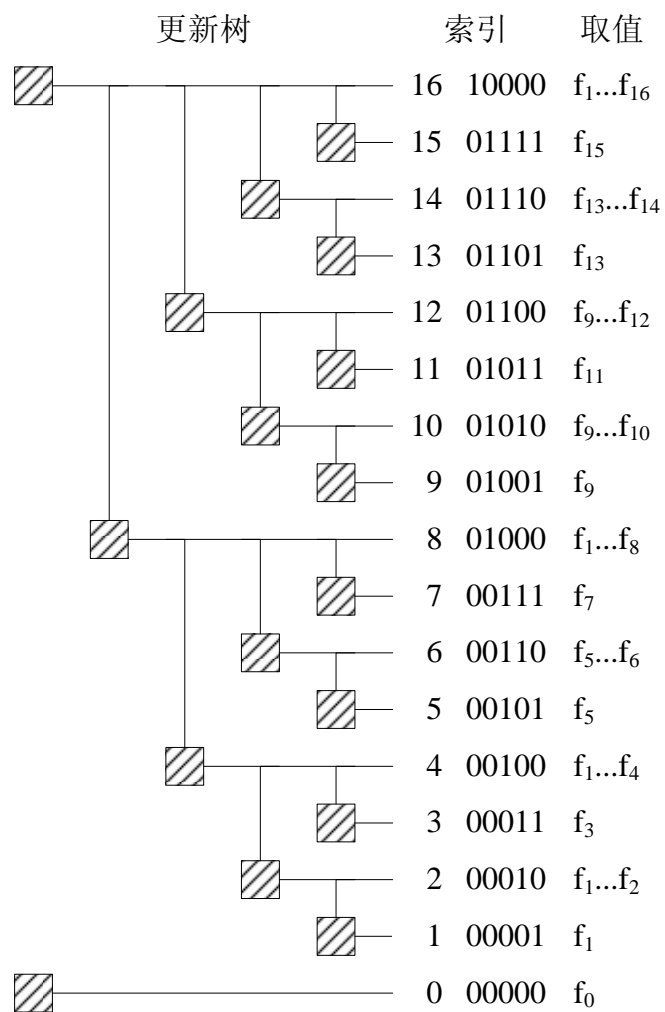 更新树 索引 取值
16 10000 f₁...f₁₆
15 01111 f₁₅
14 01110 f₁₃...f₁₄
13 01101 f₁₃
12 01100 f₉...f₁₂
11 01011 f₁₁
10 01010 f₉...f₁₀
9 01001 f₉
8 01000 f₁...f₈
7 00111 f₇
6 00110 f₅...f₆
5 00101 f₅
4 00100 f₁...f₄
3 00011 f₃
2 00010 f₁...f₂
1 00001 f₁
0 00000 f₀